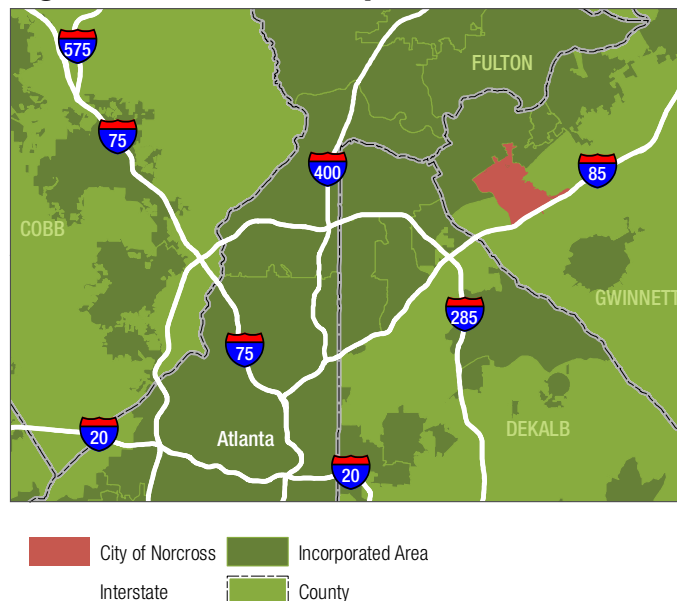 575
FULTON
75
400
85
COBB
GWINNETT
285
75
20
Atlanta
DEKALB
20
City of Norcross
Incorporated Area
Interstate
County